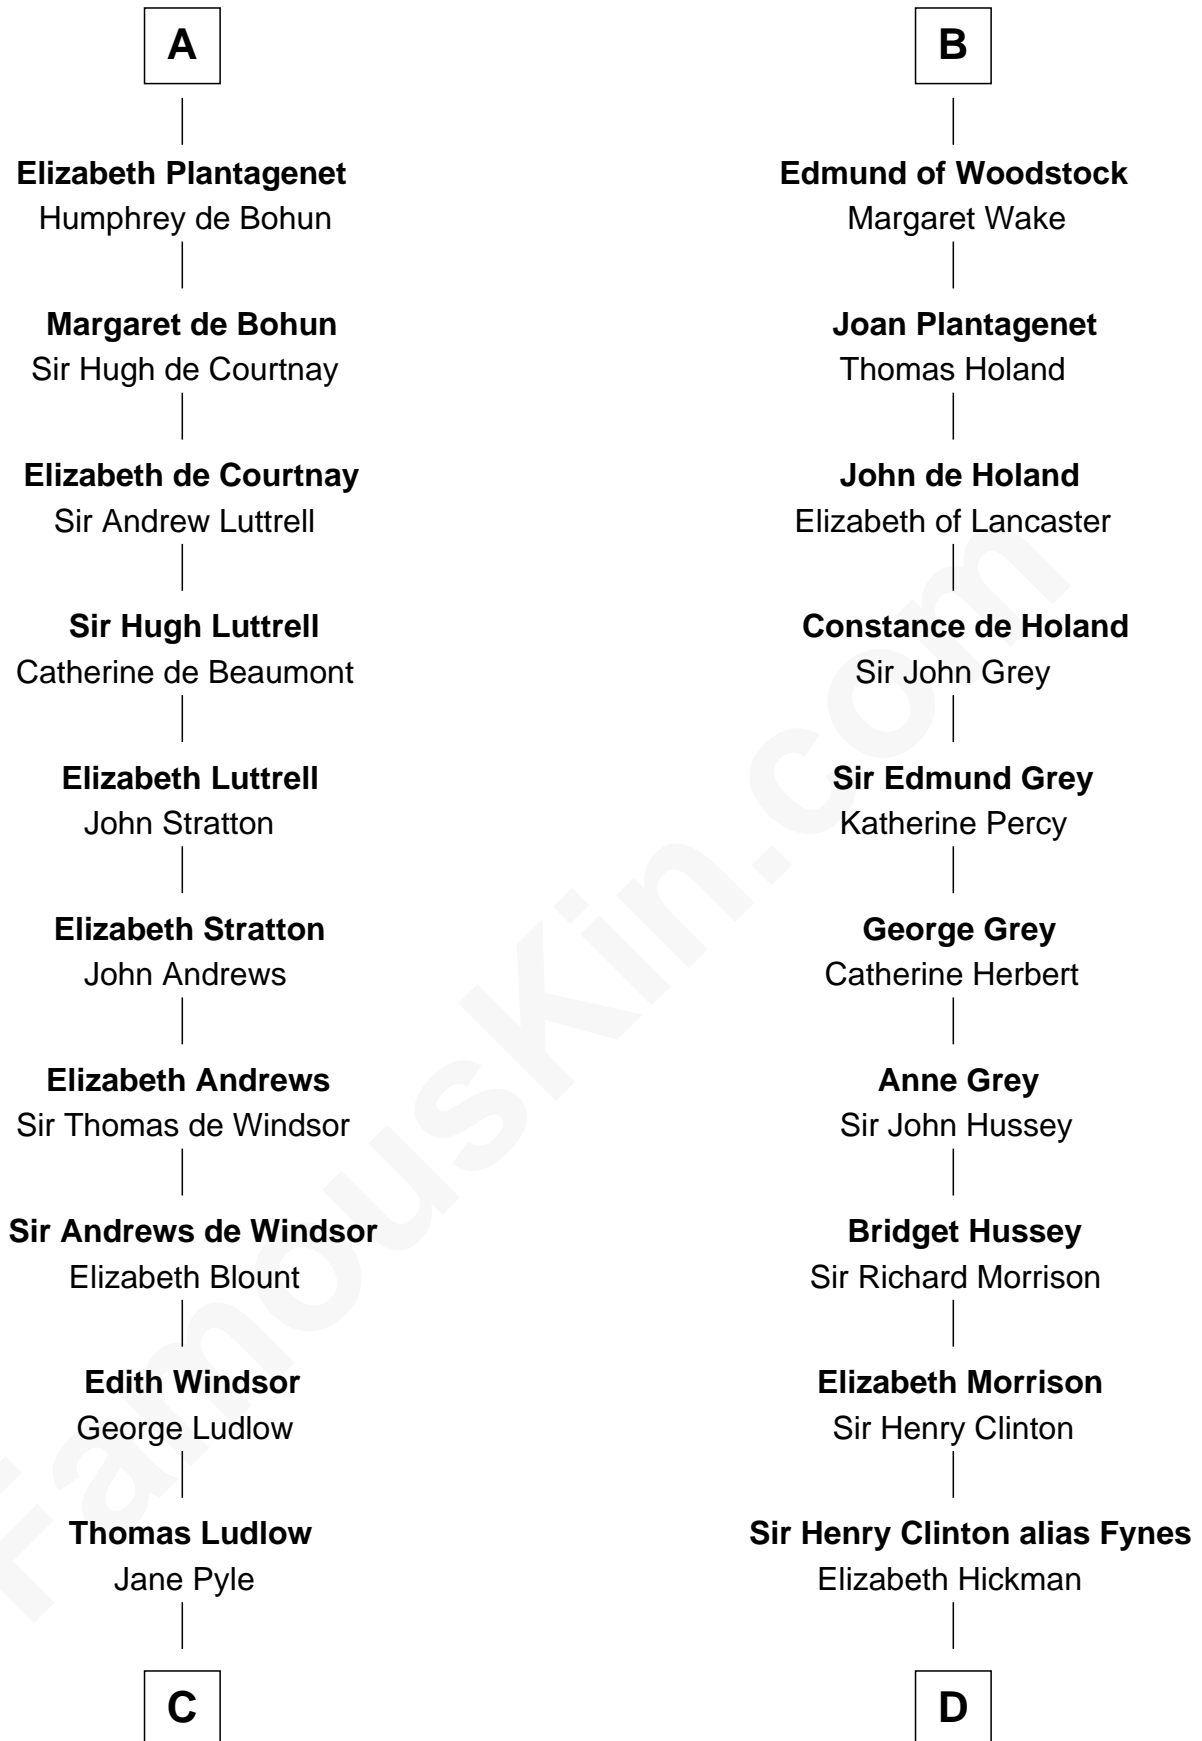 A
Elizabeth Plantagenet
Humphrey de Bohun
Margaret de Bohun
Sir Hugh de Courtnay
Elizabeth de Courtnay
Sir Andrew Luttrell
Sir Hugh Luttrell
Catherine de Beaumont
Elizabeth Luttrell
John Stratton
Elizabeth Stratton
John Andrews
Elizabeth Andrews
Sir Thomas de Windsor
Sir Andrews de Windsor
Elizabeth Blount
Edith Windsor
George Ludlow
Thomas Ludlow
Jane Pyle
C
B
Edmund of Woodstock
Margaret Wake
Joan Plantagenet
Thomas Holand
John de Holand
Elizabeth of Lancaster
Constance de Holand
Sir John Grey
Sir Edmund Grey
Katherine Percy
George Grey
Catherine Herbert
Anne Grey
Sir John Hussey
Bridget Hussey
Sir Richard Morrison
Elizabeth Morrison
Sir Henry Clinton
Sir Henry Clinton alias Fynes
Elizabeth Hickman
D
FamousKin.com